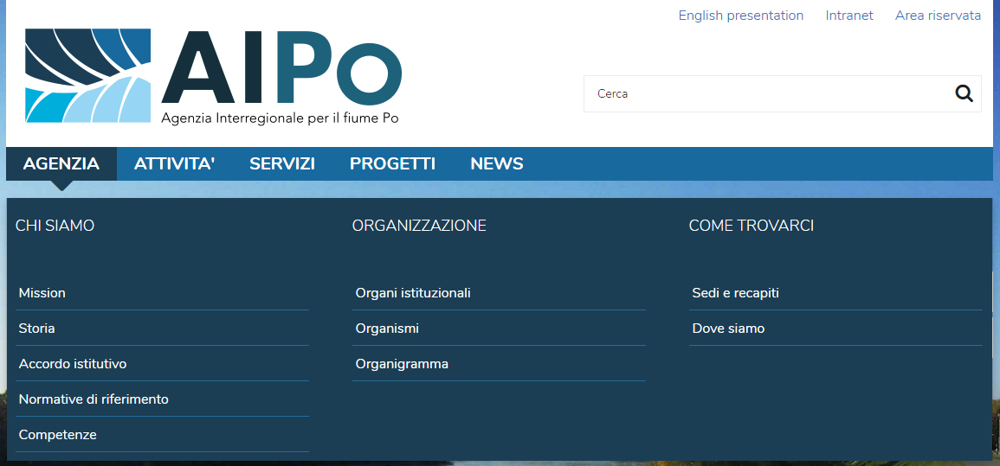 English presentation Intranet Area riservata
AIPo
Agenzia Interregionale per il fiume Po
Cerca
AGENZIA ATTIVITA' SERVIZI PROGETTI NEWS
CHI SIAMO
Mission
Storia
Accordo istitutivo
Normative di riferimento
Competenze
ORGANIZZAZIONE
Organi istituzionali
Organismi
Organigramma
COME TROVARCI
Sedi e recapiti
Dove siamo